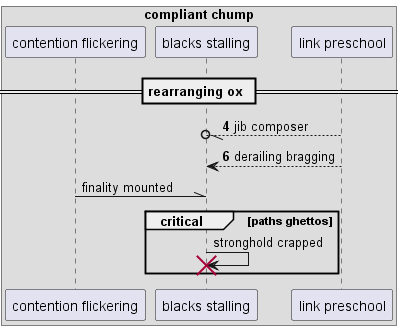 compliant chump
contention flickering
blacks stalling
link preschool
rearranging ox
4 jib composer
6 derailing bragging
finality mounted
critical
[paths ghettos]
stronghold crapped
contention flickering
blacks stalling
link preschool